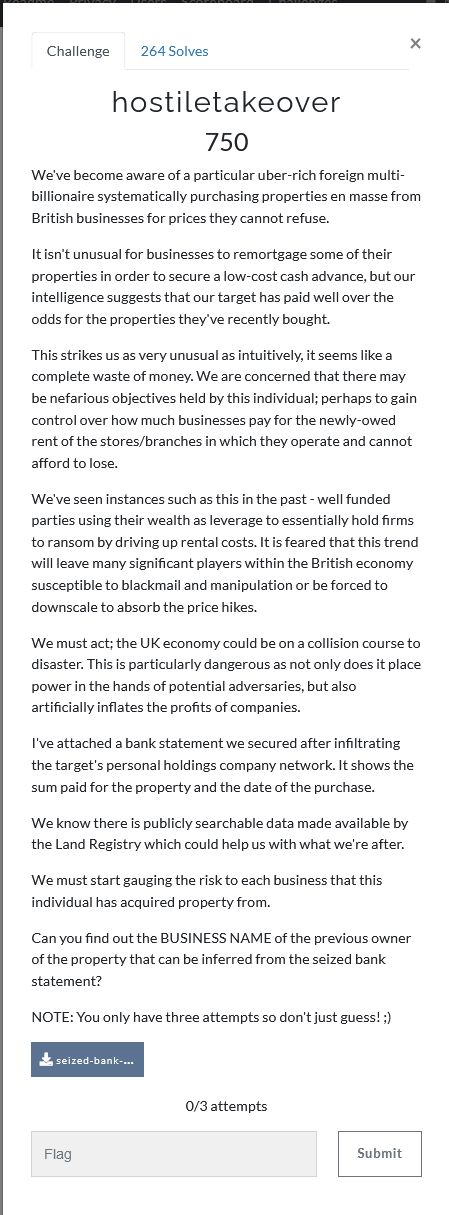 Challenge
264 Solves
×
hostiletakeover
750
We've become aware of a particular uber-rich foreign multi-
billionaire systematically purchasing properties en masse from
British businesses for prices they cannot refuse.
It isn't unusual for businesses to remortgage some of their
properties in order to secure a low-cost cash advance, but our
intelligence suggests that our target has paid well over the
odds for the properties they've recently bought.
This strikes us as very unusual as intuitively, it seems like a
complete waste of money. We are concerned that there may
be nefarious objectives held by this individual; perhaps to gain
control over how much businesses pay for the newly-owed
rent of the stores/branches in which they operate and cannot
afford to lose.
We've seen instances such as this in the past - well funded
parties using their wealth as leverage to essentially hold firms
to ransom by driving up rental costs. It is feared that this trend
will leave many significant players within the British economy
susceptible to blackmail and manipulation or be forced to
downscale to absorb the price hikes.
We must act; the UK economy could be on a collision course to
disaster. This is particularly dangerous as not only does it place
power in the hands of potential adversaries, but also
artificially inflates the profits of companies.
I've attached a bank statement we secured after infiltrating
the target's personal holdings company network. It shows the
sum paid for the property and the date of the purchase.
We know there is publicly searchable data made available by
the Land Registry which could help us with what we're after.
We must start gauging the risk to each business that this
individual has acquired property from.
Can you find out the BUSINESS NAME of the previous owner
of the property that can be inferred from the seized bank
statement?
NOTE: You only have three attempts so don't just guess! ;)
seized-bank-...
0/3 attempts
Flag
Submit